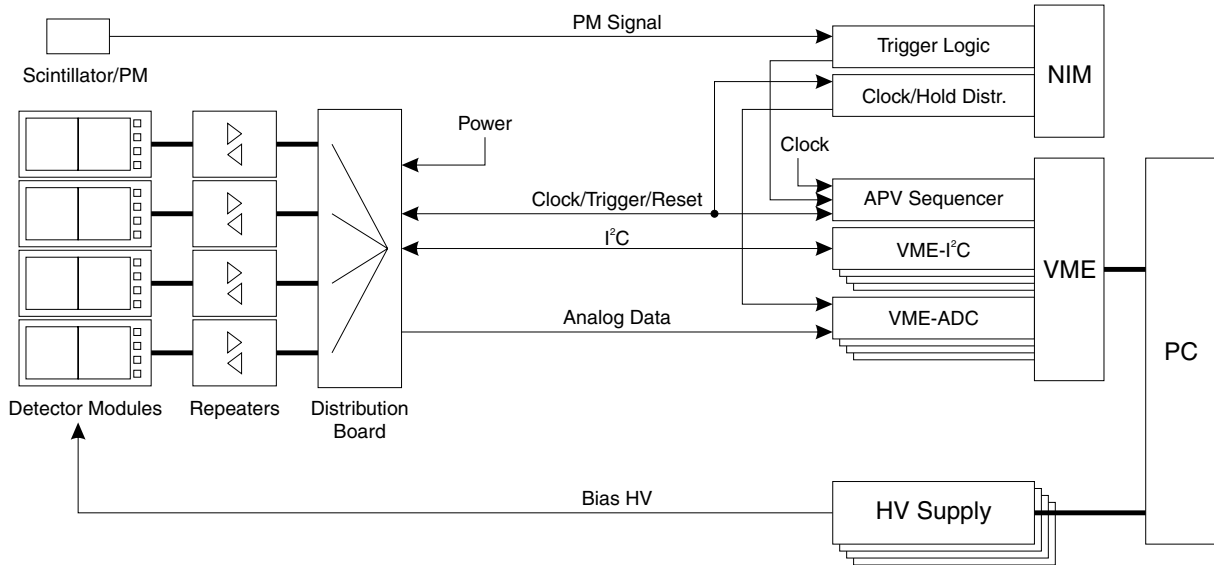 PM Signal
Scintillator/PM
Trigger Logic
NIM
Clock/Hold Distr.
Power
Clock
Clock/Trigger/Reset
APV Sequencer
I²C
VME-I²C
VME
Analog Data
VME-ADC
PC
Detector Modules
Repeaters
Distribution
Board
Bias HV
HV Supply